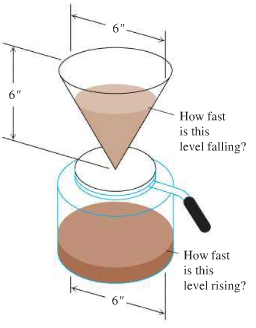 6"
6"
How fast
is this
level falling?
How fast
is this
level rising?
6"